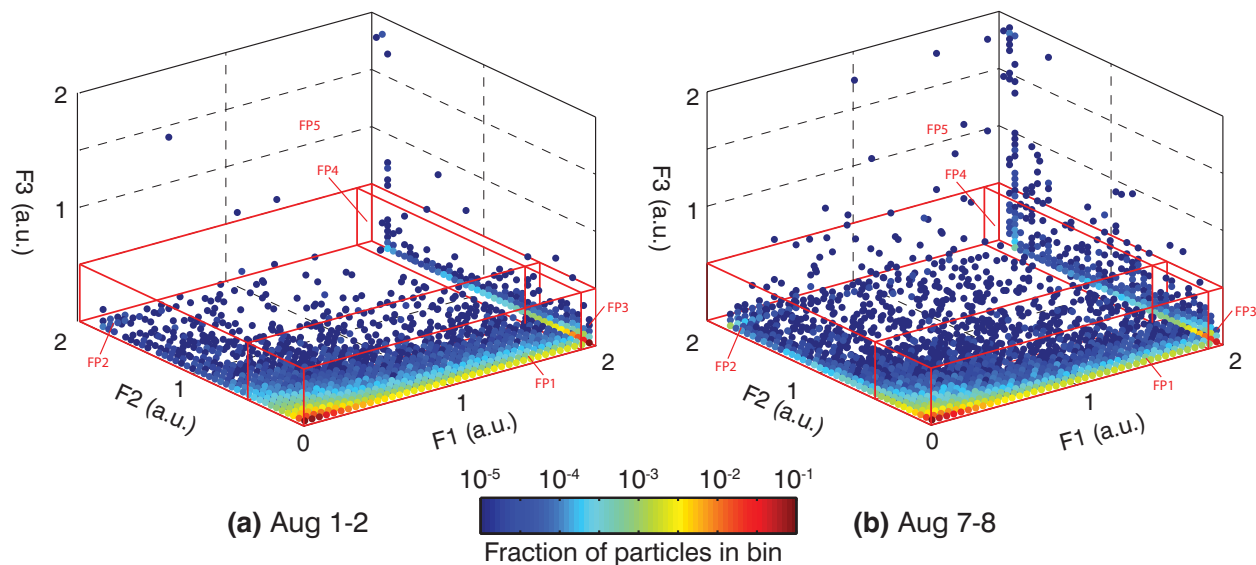 2
1
F3 (a.u.)
FP5
FP4
FP3
FP2
FP1
2
1
0
1
2
F2 (a.u.)
F1 (a.u.)
2
1
F3 (a.u.)
FP5
FP4
FP3
FP2
FP1
2
1
0
1
2
F2 (a.u.)
F1 (a.u.)
10-5 10-4 10-3 10-2 10-1
(a) Aug 1-2
(b) Aug 7-8
Fraction of particles in bin